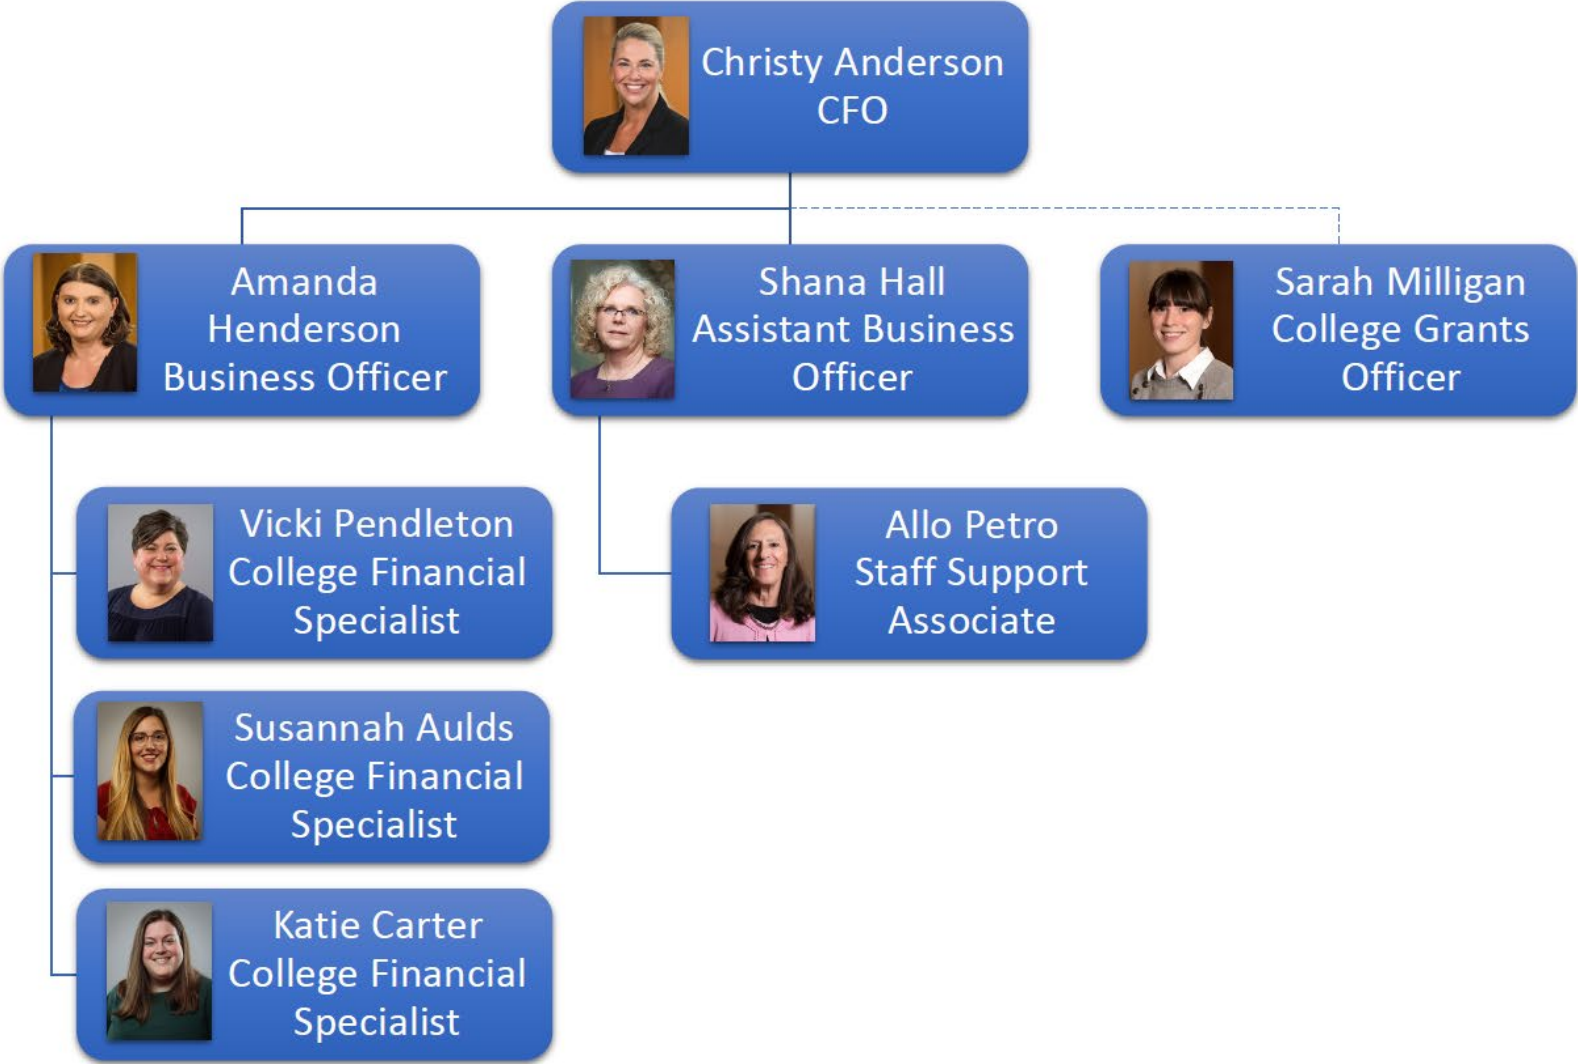 Christy Anderson
CFO
Amanda
Henderson
Business Officer
Shana Hall
Assistant Business
Officer
Sarah Milligan
College Grants
Officer
Vicki Pendleton
College Financial
Specialist
Allo Petro
Staff Support
Associate
Susannah Aulds
College Financial
Specialist
Katie Carter
College Financial
Specialist